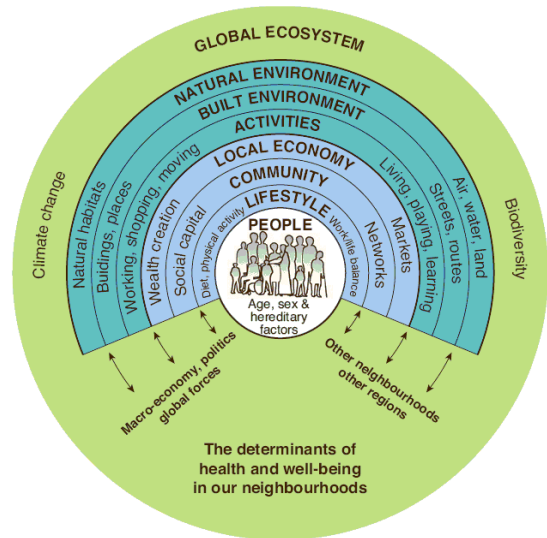 GLOBAL ECOSYSTEM
NATURAL ENVIRONMENT
BUILT ENVIRONMENT
ACTIVITIES
LOCAL ECONOMY
COMMUNITY
LIFESTYLE
PEOPLE
Age, sex &
hereditary
factors
Climate change
Natural habitats
Buidings, places
Working, shopping, moving
Wealth creation
Social capital
Diet, physical activity
Work/life balance
Networks
Markets
Living, playing, learning
Streets, routes
Air, water, land
Biodiversity
Macro-economy, politics
global forces
Other neighbourhoods
other regions
The determinants of
health and well-being
in our neighbourhoods